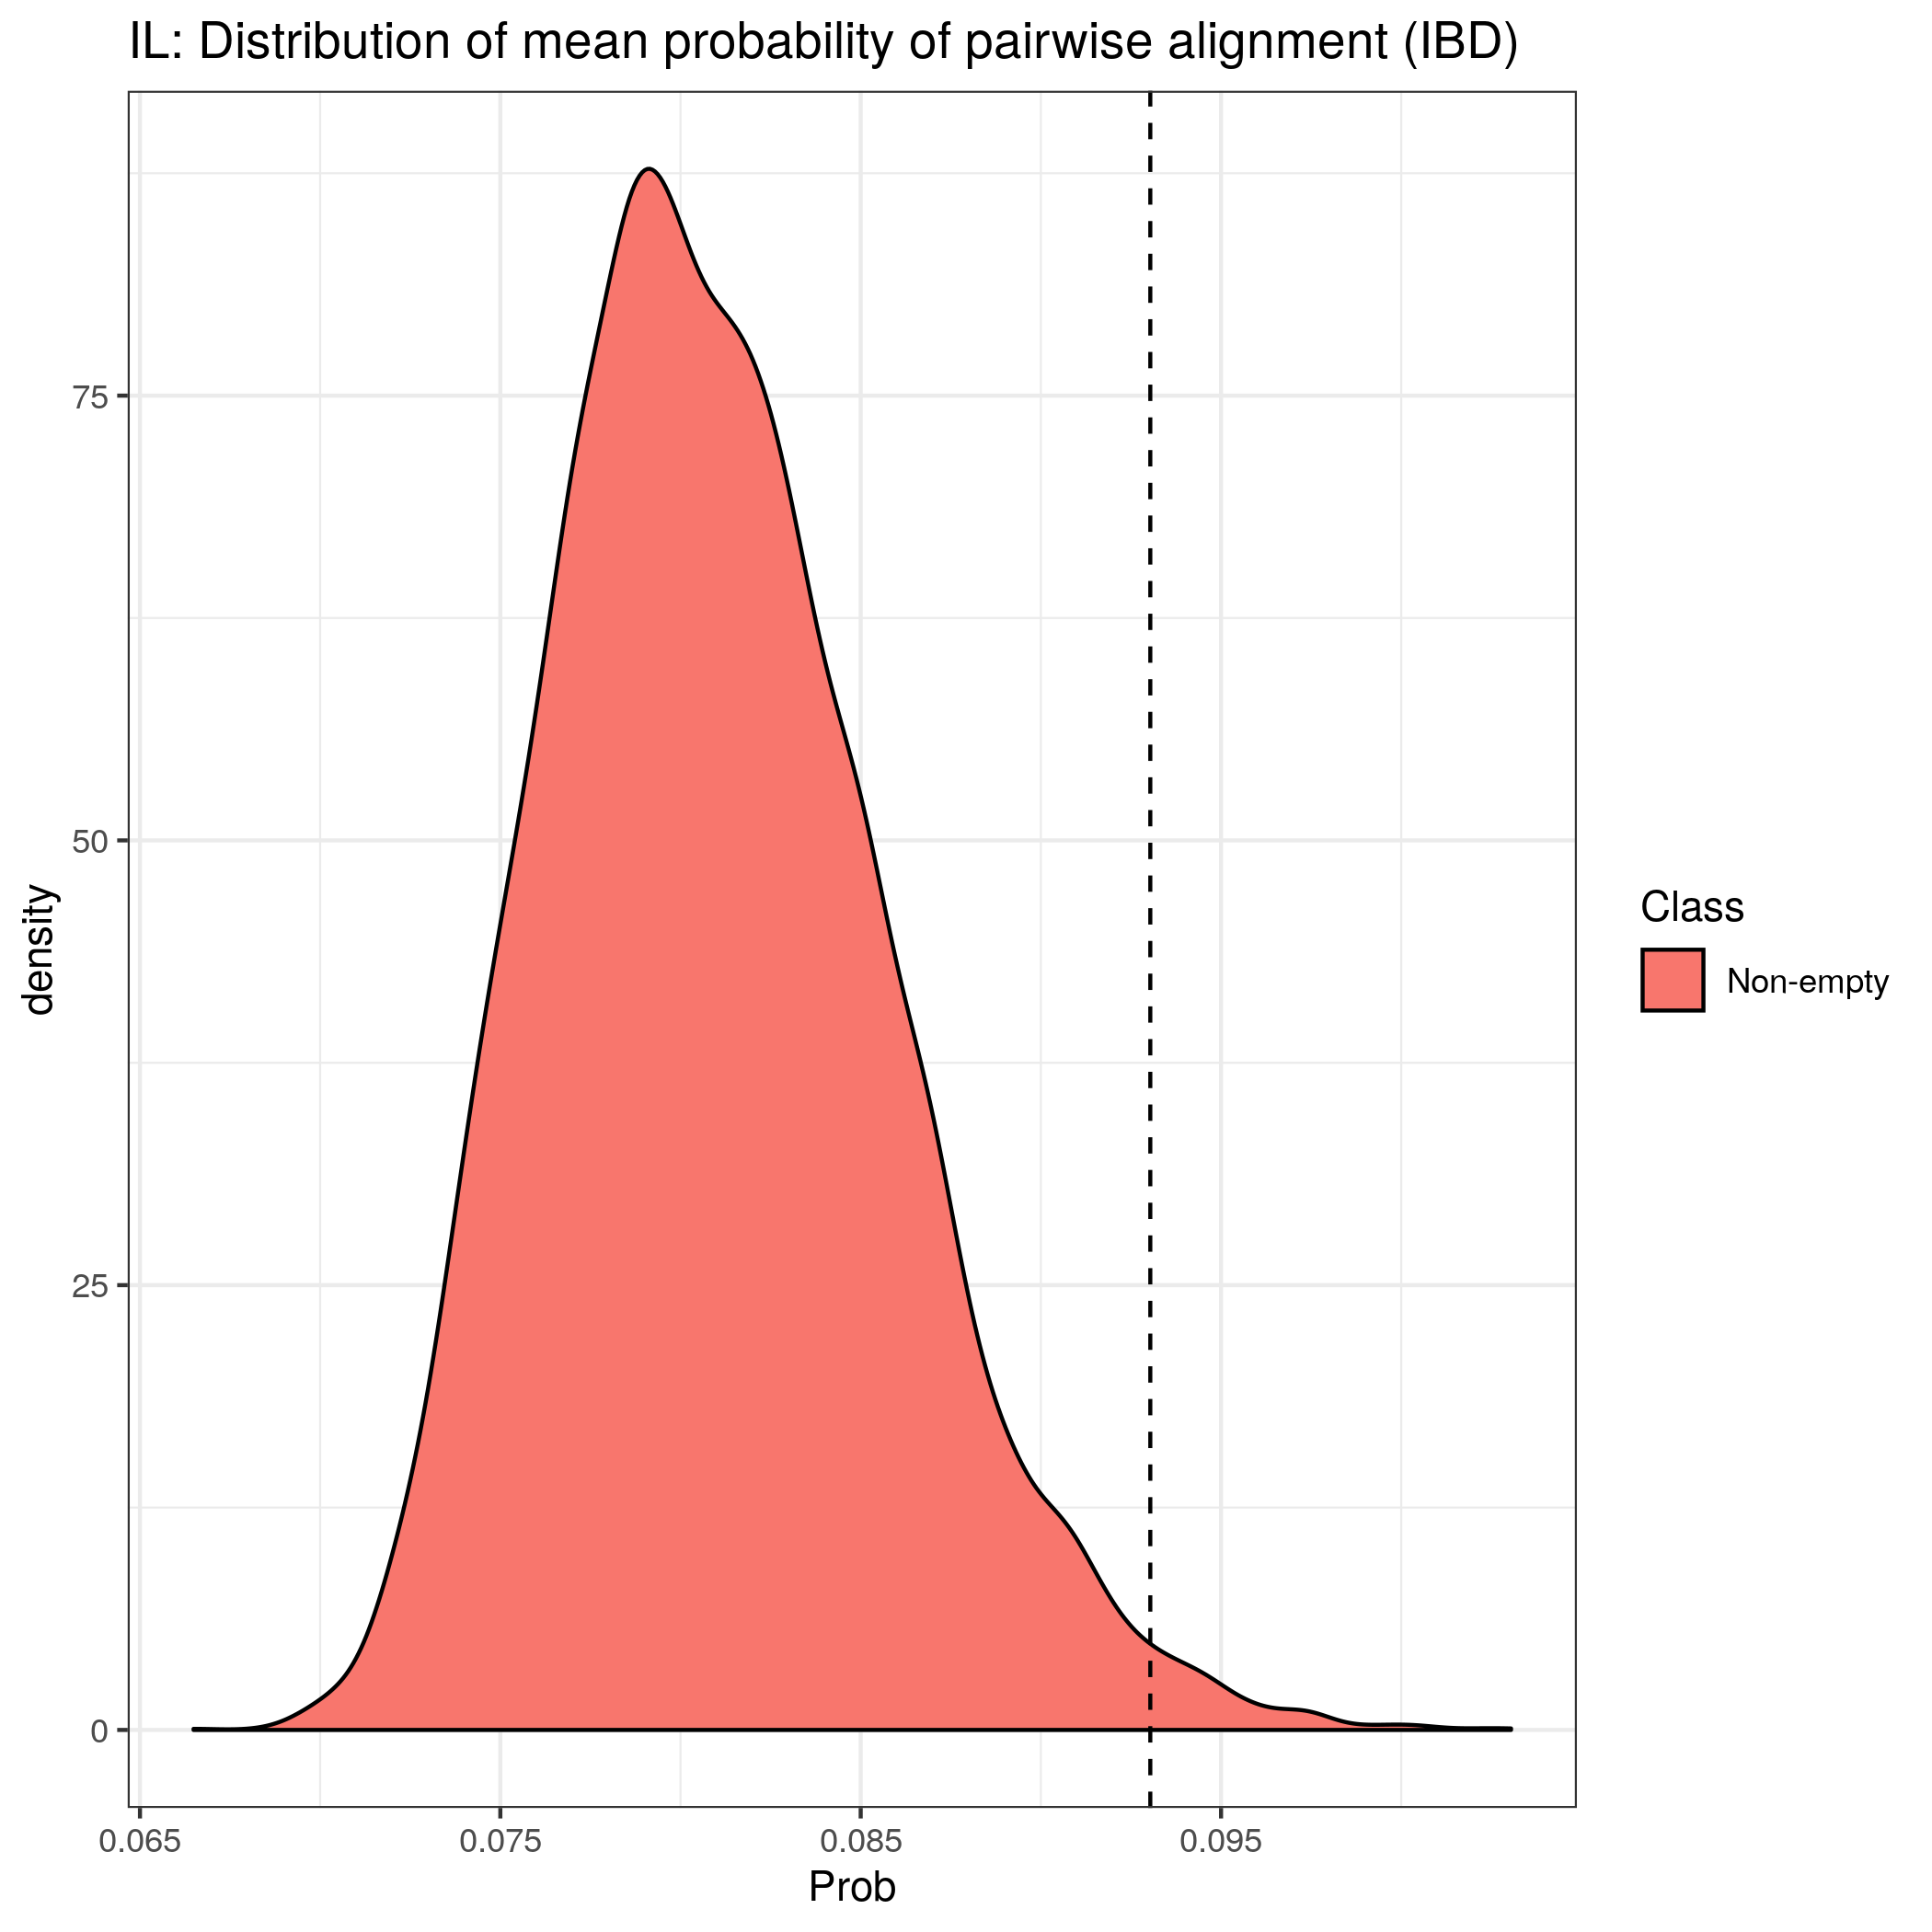 IL: Distribution of mean probability of pairwise alignment (IBD)
75
50
25
0
density
0.065
0.075
0.085
0.095
Prob
Class
Non-empty